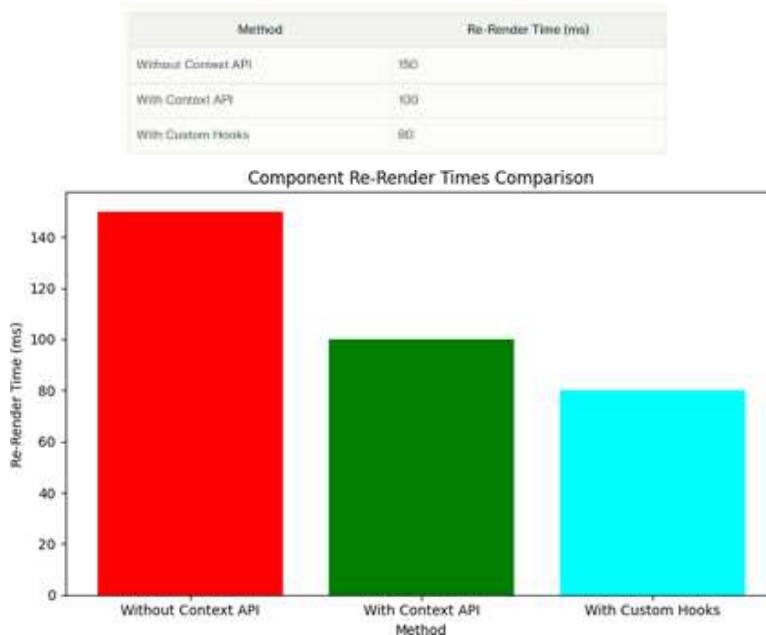 Method Re-Render Time (ms)
Without Context API 150
With Context API 100
With Custom Hooks 80
Component Re-Render Times Comparison
140
120
100
80
60
40
20
0
Re-Render Time (ms)
Without Context API With Context API With Custom Hooks
Method